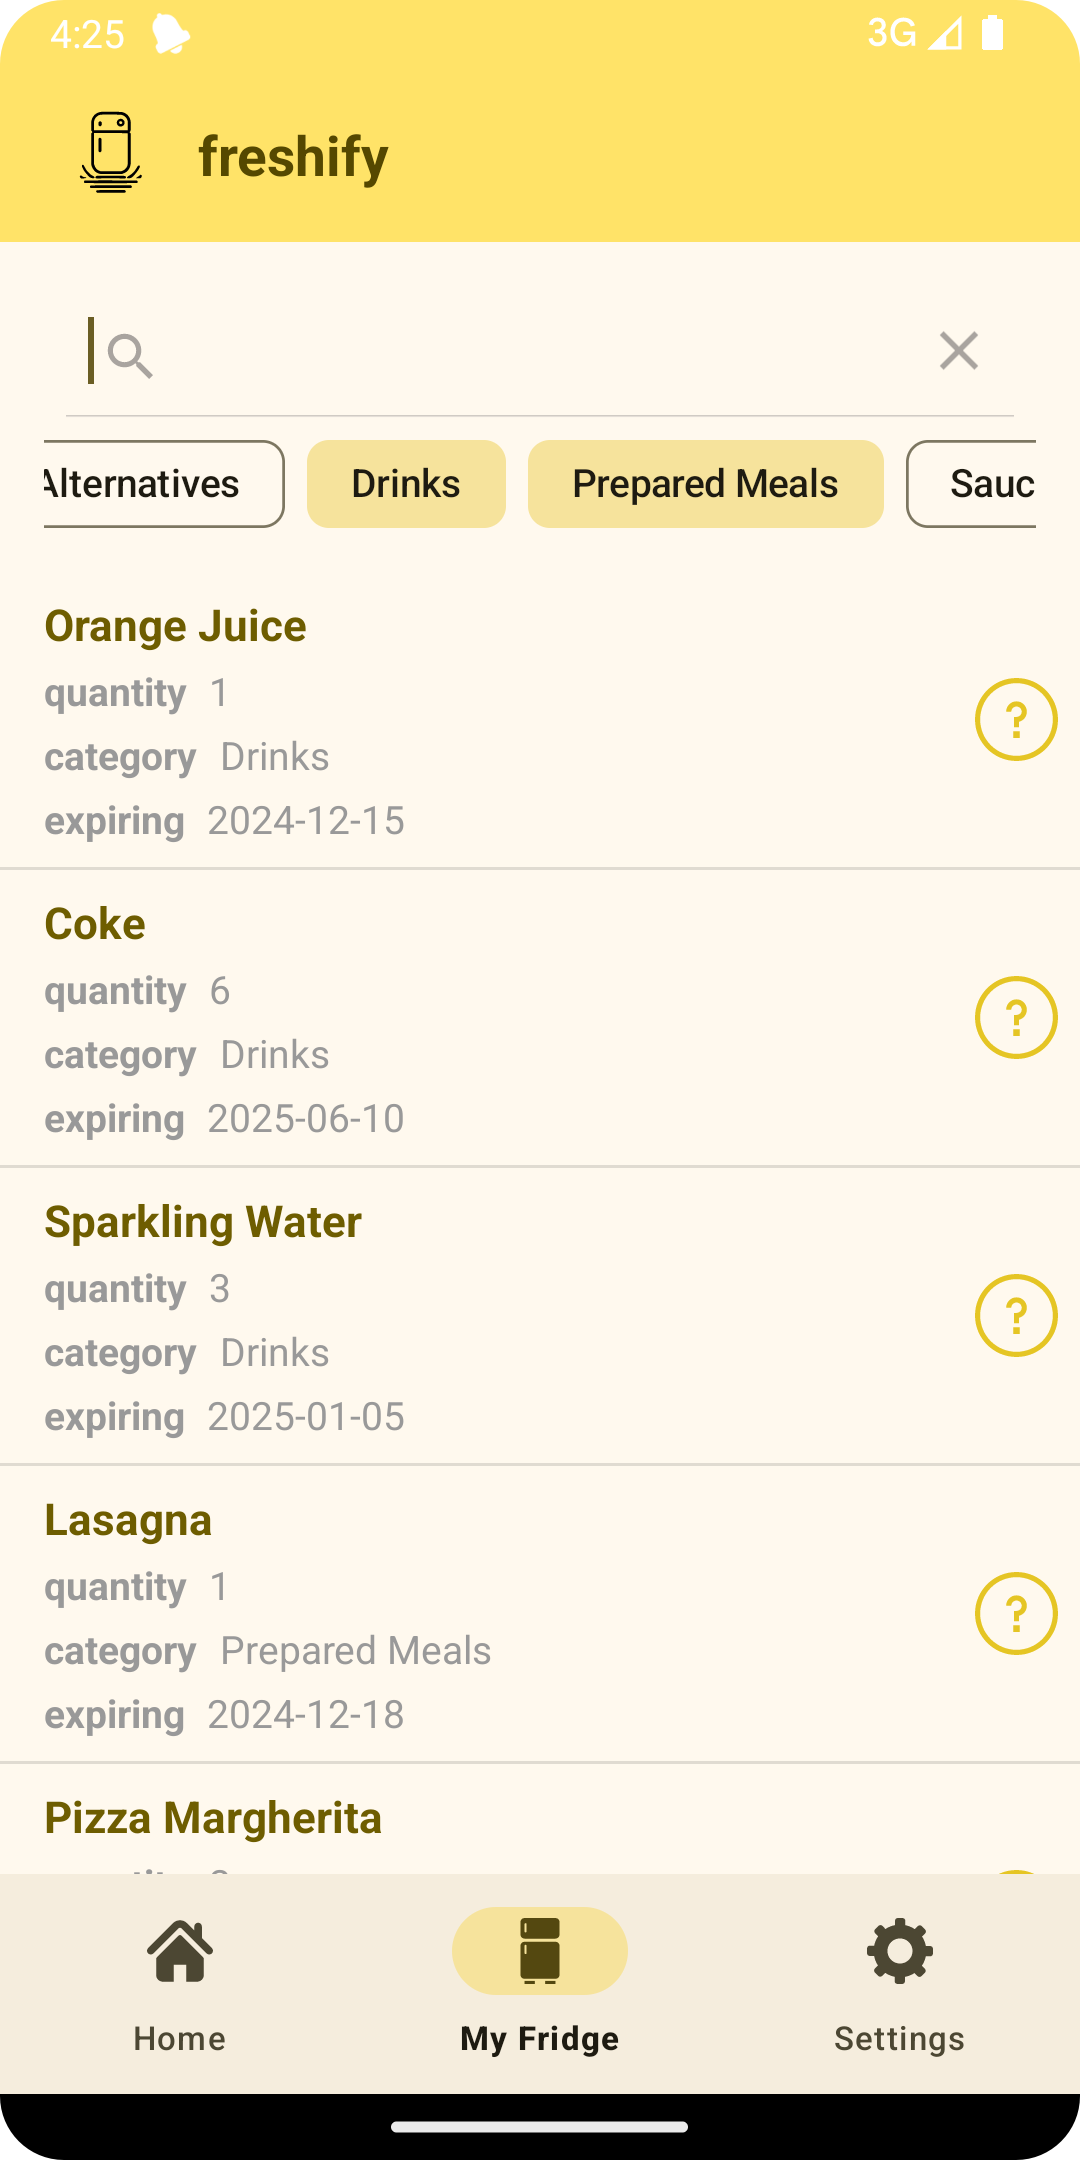 4:25 3G
freshify
Alternatives Drinks Prepared Meals Sauc
Orange Juice
quantity 1
?
category Drinks
expiring 2024-12-15
Coke
quantity 6
?
category Drinks
expiring 2025-06-10
Sparkling Water
quantity 3
?
category Drinks
expiring 2025-01-05
Lasagna
quantity 1
?
category Prepared Meals
expiring 2024-12-18
Pizza Margherita
Home My Fridge Settings